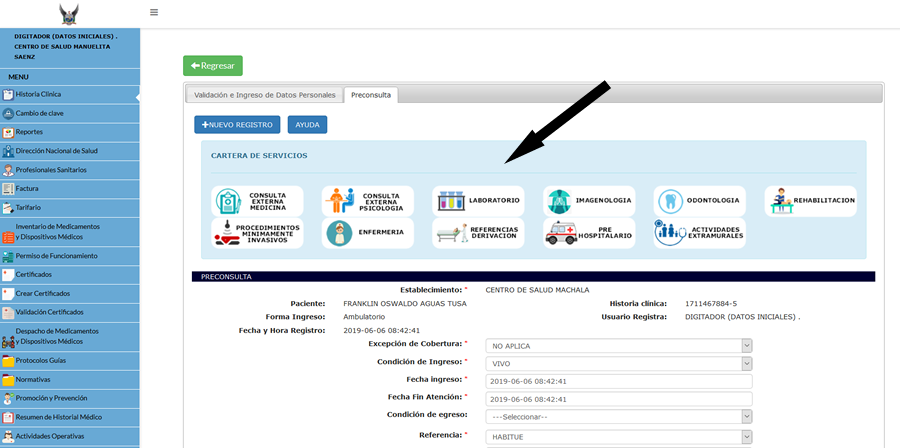 DIGITADOR (DATOS INICIALES) .
CENTRO DE SALUD MANUELITA
SAENZ
MENU
Historia Clínica
Cambio de clave
Reportes
Dirección Nacional de Salud
Profesionales Sanitarios
Factura
Tarifario
Inventario de Medicamentos
y Dispositivos Médicos
Permiso de Funcionamiento
Certificados
Crear Certificados
Validación Certificados
Despacho de Medicamentos
y Dispositivos Médicos
Protocolos Guías
Normativas
Promoción y Prevención
Resumen de Historial Médico
Actividades Operativas
Regresar
Validación e Ingreso de Datos Personales
Preconsulta
+NUEVO REGISTRO
AYUDA
CARTERA DE SERVICIOS
CONSULTA
EXTERNA
MEDICINA
CONSULTA
EXTERNA
PSICOLOGIA
LABORATORIO
IMAGENOLOGIA
ODONTOLOGIA
REHABILITACION
PROCEDIMIENTOS
MINIMAMENTE
INVASIVOS
ENFERMERIA
REFERENCIAS
DERIVACION
PRE
HOSPITALARIO
ACTIVIDADES
EXTRAMURALES
PRECONSULTA
Establecimiento: * CENTRO DE SALUD MACHALA
Paciente: FRANKLIN OSWALDO AGUAS TUSA Historia clínica: 1711467884-5
Forma Ingreso: Ambulatorio Usuario Registra: DIGITADOR (DATOS INICIALES) .
Fecha y Hora Registro: 2019-06-06 08:42:41
Excepción de Cobertura: * NO APLICA
Condición de Ingreso: * VIVO
Fecha ingreso: * 2019-06-06 08:42:41
Fecha Fin Atención: * 2019-06-06 08:42:41
Condición de egreso: ---Seleccionar--
Referencia: * HABITUE